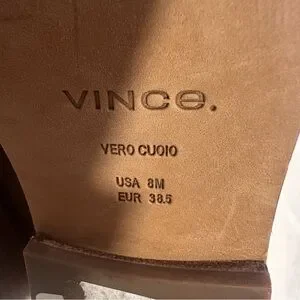 VINCE.
VERO CUOIO
USA 8M
EUR 38.5